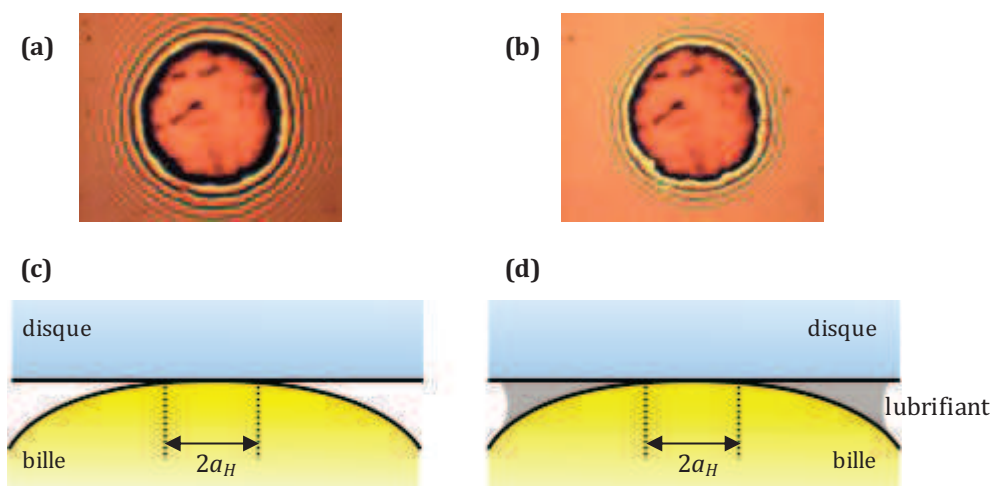 (a)
(b)
(c)
(d)
disque
disque
lubrifiant
bille
2a_H
2a_H
bille